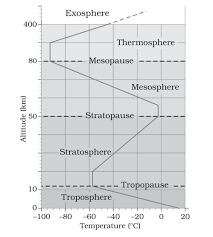 Exosphere
400
Thermosphere
80
Mesopause
Mesosphere
50
Stratopause
Stratosphere
10
Tropopause
Troposphere
0
-100 -80 -60 -40 -20 0 20
Temperature (°C)
Altitude (km)